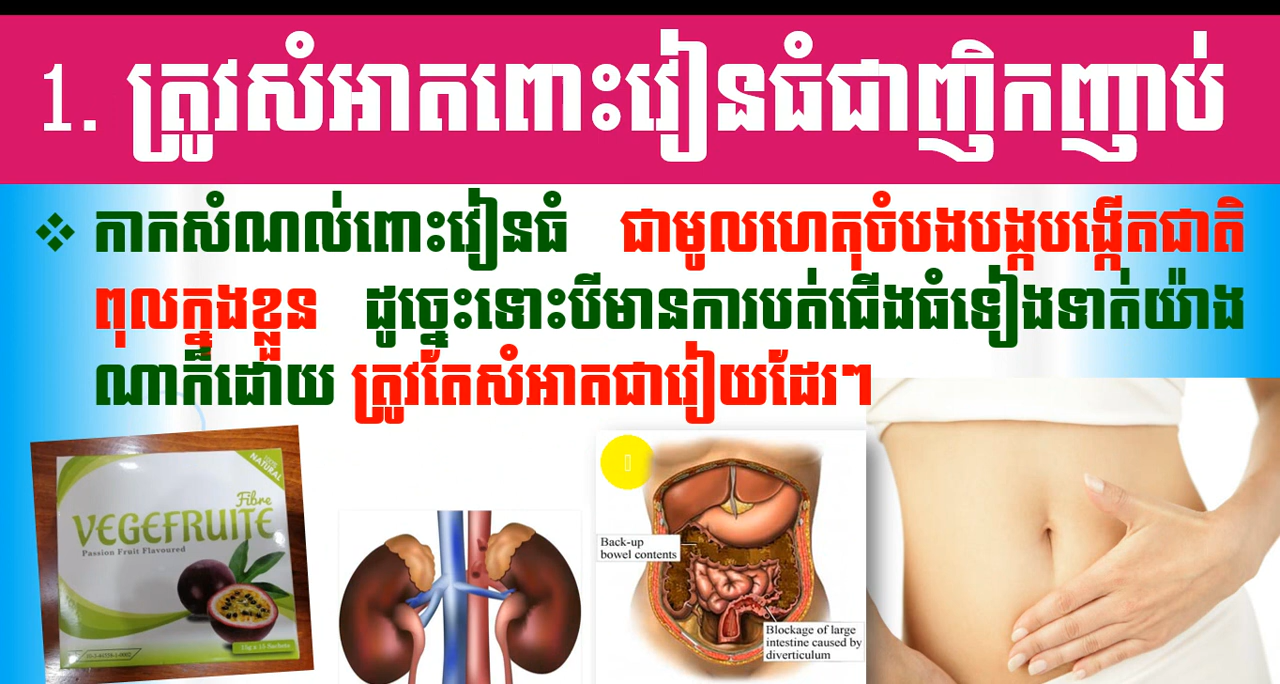 1. ត្រូវសំអាតពោះវៀនធំជាញឹកញាប់
❖ កាកសំណល់ពោះវៀនធំ ជាមូលហេតុចំបងបង្កបង្កើតជាតិ
ពុលក្នុងខ្លួន ដូច្នេះទោះបីមានការបត់ជើងធំទៀងទាត់យ៉ាង
ណាក៏ដោយ ត្រូវតែសំអាតជារៀយដែរៗ
NATURAL
Fibre
VEGEFRUITE
Passion Fruit Flavoured
15g x 15 Sachets
Back-up
bowel contents
Blockage of large
intestine caused by
diverticulum